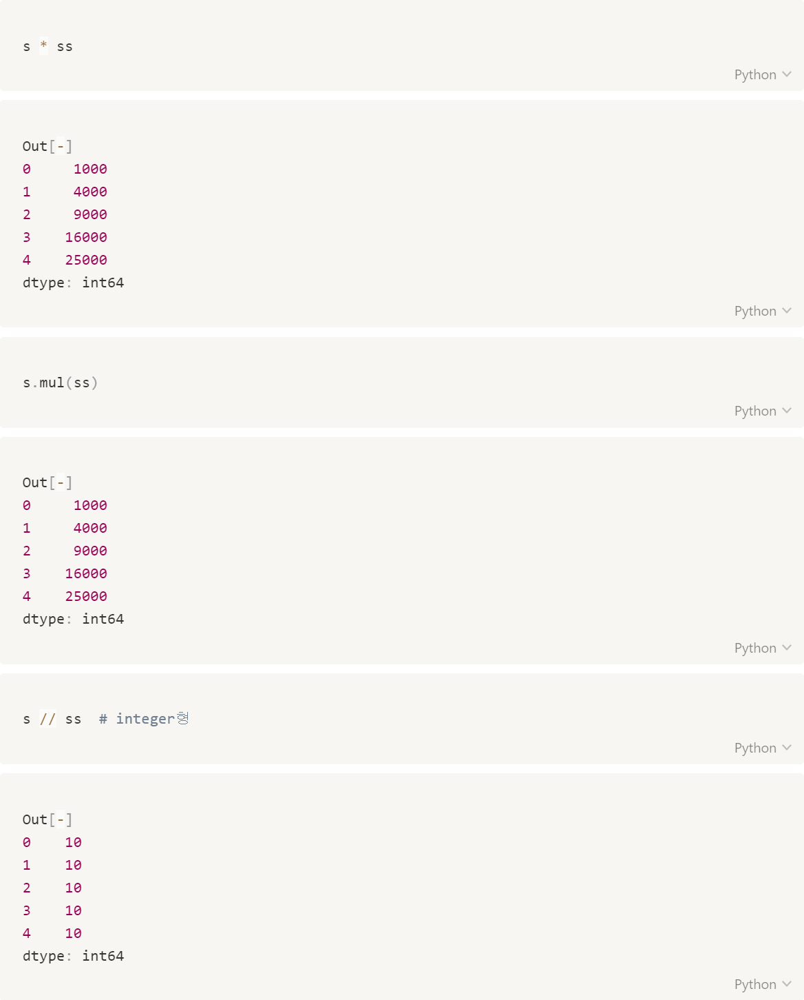 s * ss
Python
Out[-]
0     1000
1     4000
2     9000
3    16000
4    25000
dtype: int64
Python
s.mul(ss)
Python
Out[-]
0     1000
1     4000
2     9000
3    16000
4    25000
dtype: int64
Python
s // ss  # integer형
Python
Out[-]
0    10
1    10
2    10
3    10
4    10
dtype: int64
Python